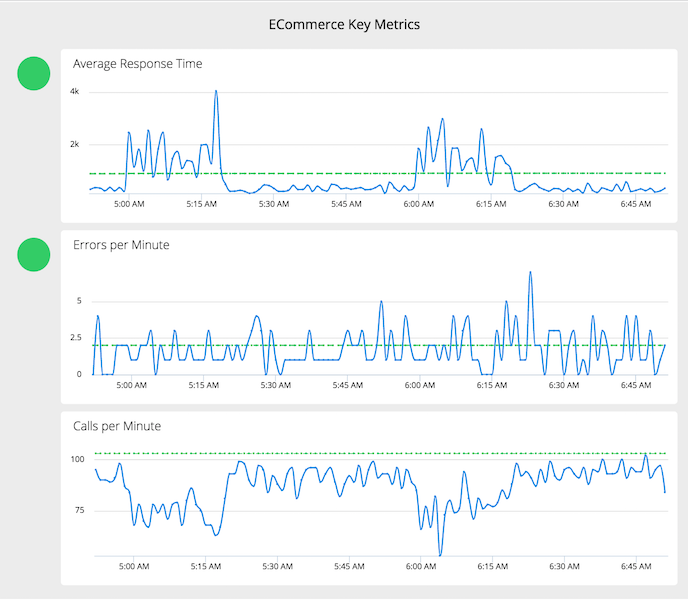 ECommerce Key Metrics
Average Response Time
4k
2k
5:00 AM 5:15 AM 5:30 AM 5:45 AM 6:00 AM 6:15 AM 6:30 AM 6:45 AM
Errors per Minute
5
2.5
0
5:00 AM 5:15 AM 5:30 AM 5:45 AM 6:00 AM 6:15 AM 6:30 AM 6:45 AM
Calls per Minute
100
75
5:00 AM 5:15 AM 5:30 AM 5:45 AM 6:00 AM 6:15 AM 6:30 AM 6:45 AM